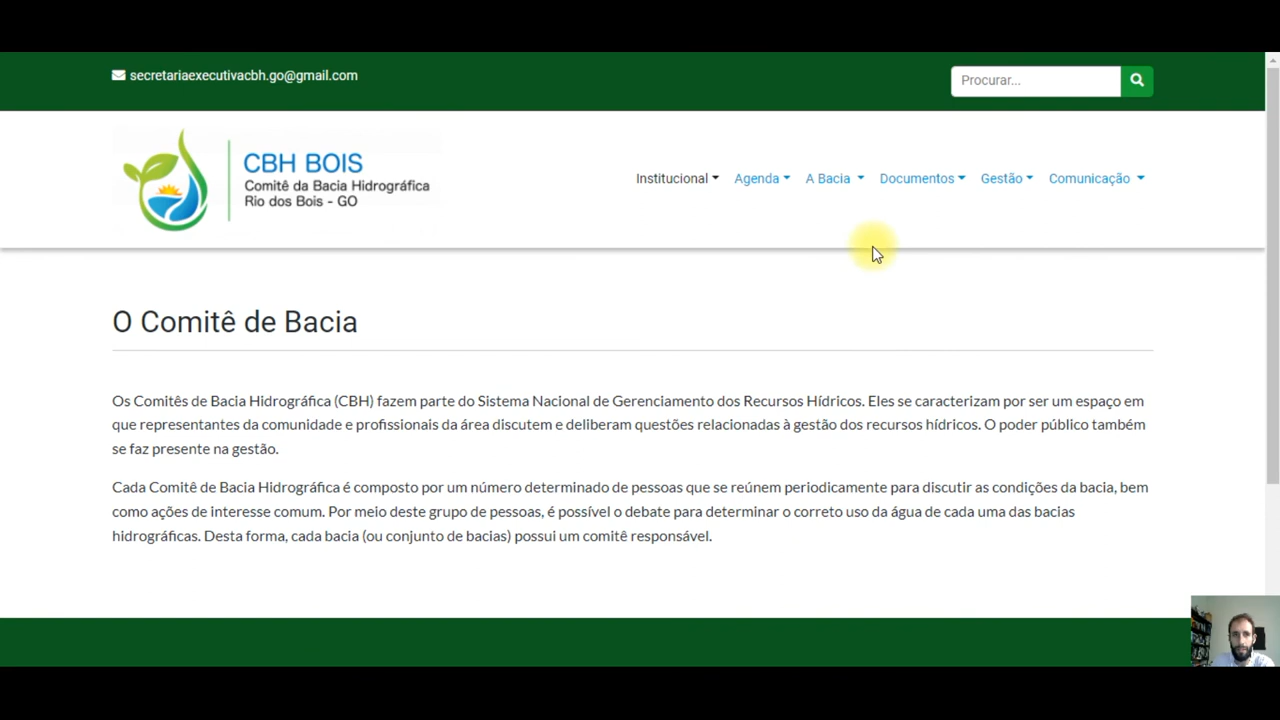 secretariaexecutivacbh.go@gmail.com
Procurar...
CBH BOIS
Comitê da Bacia Hidrográfica
Rio dos Bois - GO
Institucional Agenda A Bacia Documentos Gestão Comunicação
O Comitê de Bacia
Os Comitês de Bacia Hidrográfica (CBH) fazem parte do Sistema Nacional de Gerenciamento dos Recursos Hídricos. Eles se caracterizam por ser um espaço em
que representantes da comunidade e profissionais da área discutem e deliberam questões relacionadas à gestão dos recursos hídricos. O poder público também
se faz presente na gestão.
Cada Comitê de Bacia Hidrográfica é composto por um número determinado de pessoas que se reúnem periodicamente para discutir as condições da bacia, bem
como ações de interesse comum. Por meio deste grupo de pessoas, é possível o debate para determinar o correto uso da água de cada uma das bacias
hidrográficas. Desta forma, cada bacia (ou conjunto de bacias) possui um comitê responsável.